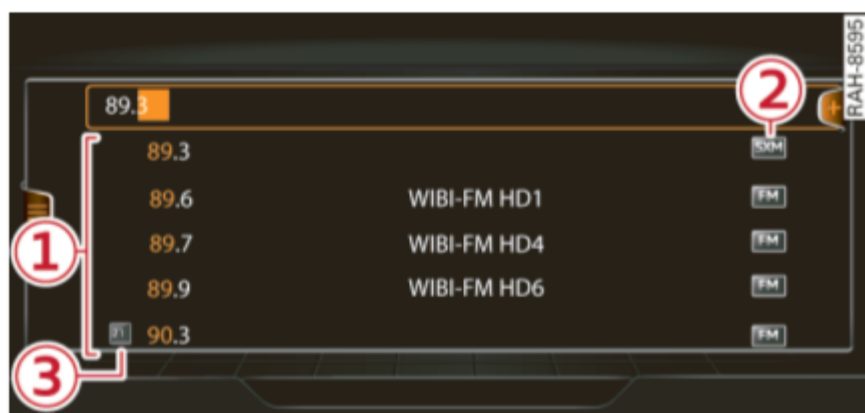 89.3
2
RAH-8595
89.3 SXM
89.6 WIBI-FM HD1 FM
1
89.7 WIBI-FM HD4 FM
89.9 WIBI-FM HD6 FM
90.3 FM
3